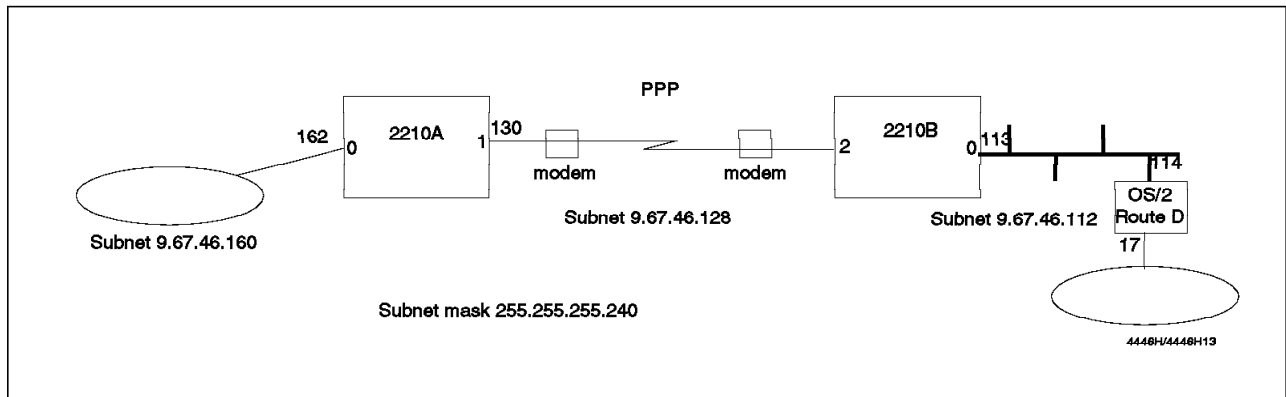 PPP
162
0
2210A
1
130
modem
modem
2
2210B
0
113
114
OS/2
Route D
17
Subnet 9.67.46.160
Subnet 9.67.46.128
Subnet 9.67.46.112
Subnet mask 255.255.255.240
4446H/4446H13